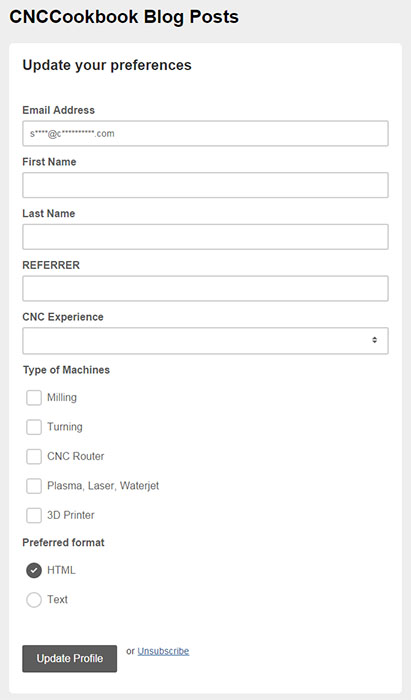 CNCCookbook Blog Posts
Update your preferences
Email Address
s****@c**********.com
First Name
Last Name
REFERRER
CNC Experience
Type of Machines
Milling
Turning
CNC Router
Plasma, Laser, Waterjet
3D Printer
Preferred format
HTML
Text
Update Profile or Unsubscribe